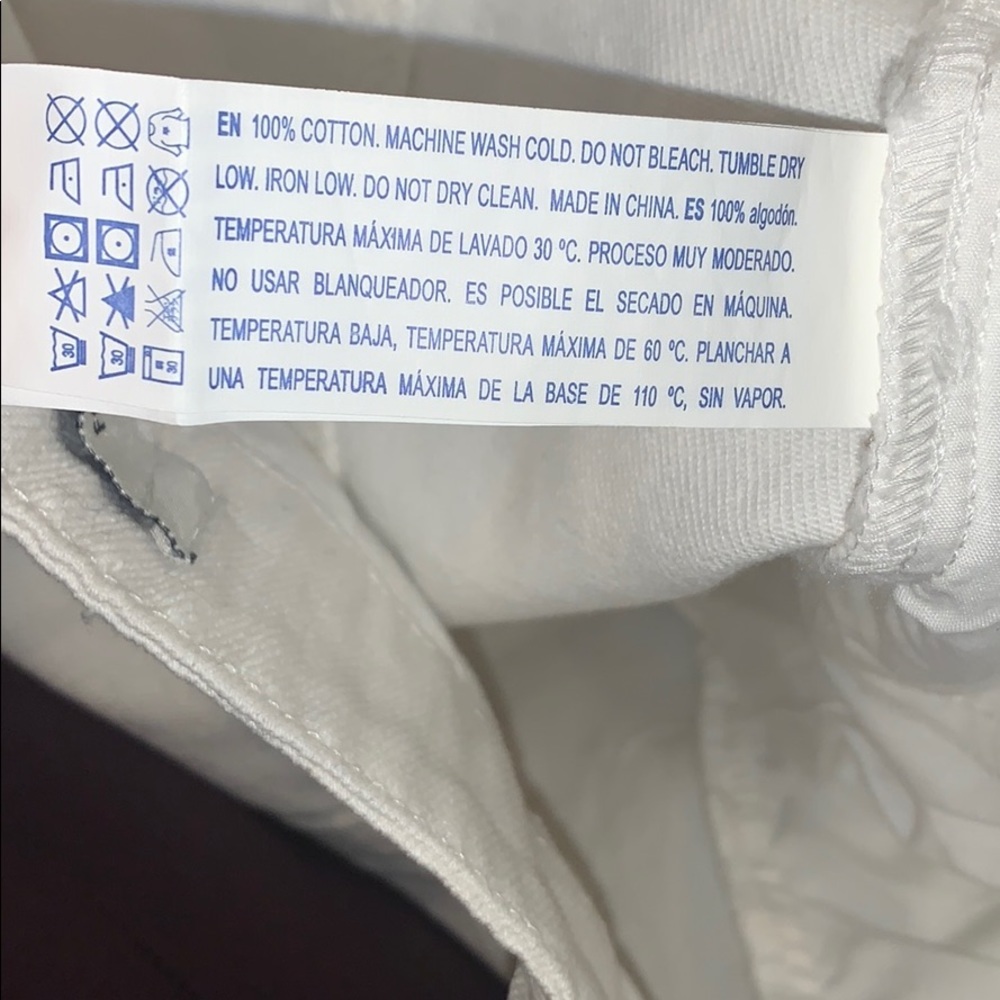 EN 100% COTTON. MACHINE WASH COLD. DO NOT BLEACH. TUMBLE DRY
LOW. IRON LOW. DO NOT DRY CLEAN. MADE IN CHINA. ES 100% algodón.
TEMPERATURA MÁXIMA DE LAVADO 30 ºC. PROCESO MUY MODERADO.
NO USAR BLANQUEADOR. ES POSIBLE EL SECADO EN MÁQUINA.
TEMPERATURA BAJA, TEMPERATURA MÁXIMA DE 60 ºC. PLANCHAR A
UNA TEMPERATURA MÁXIMA DE LA BASE DE 110 ºC, SIN VAPOR.
30 30 30